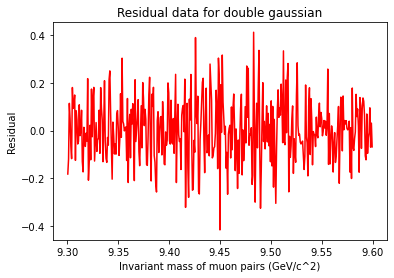 Residual data for double gaussian
0.4
0.2
0.0
−0.2
−0.4
Residual
9.30 9.35 9.40 9.45 9.50 9.55 9.60
Invariant mass of muon pairs (GeV/c^2)